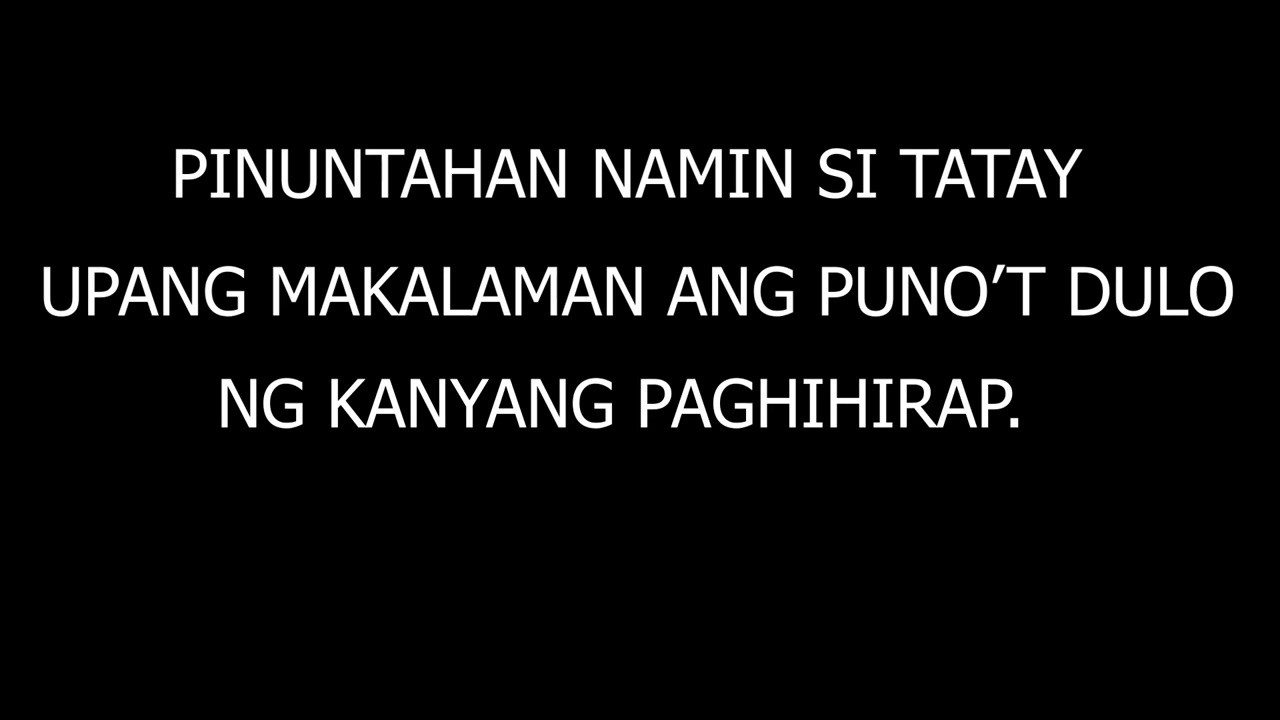 PINUNTAHAN NAMIN SI TATAY
UPANG MAKALAMAN ANG PUNO’T DULO
NG KANYANG PAGHIHIRAP.